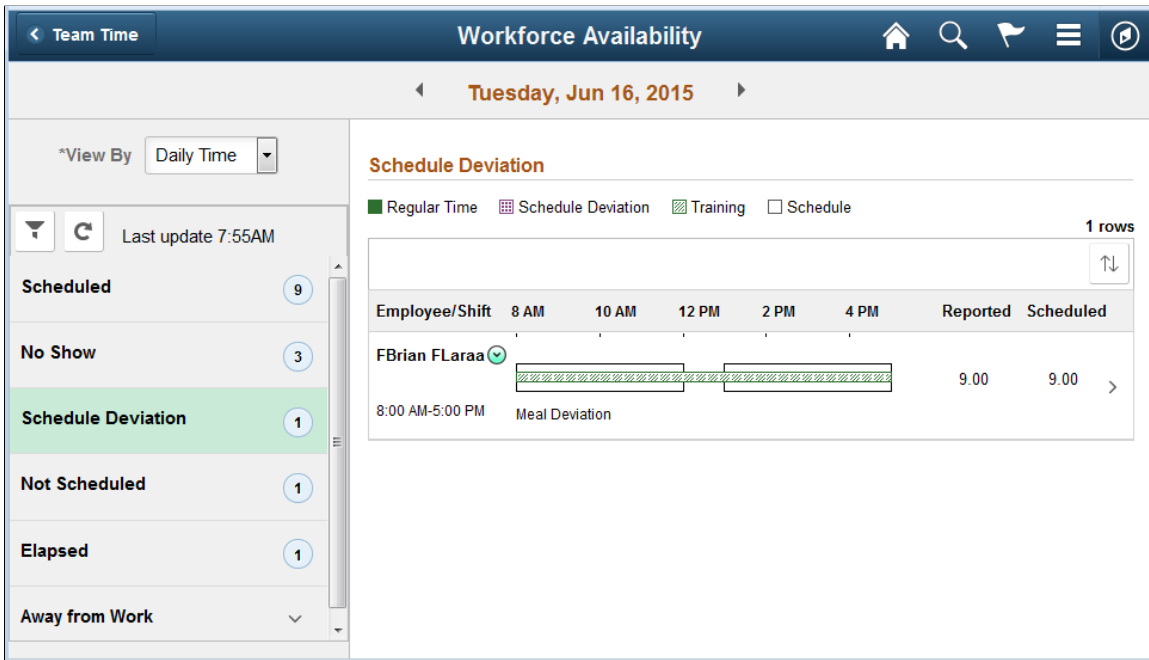 Team Time
Workforce Availability
Tuesday, Jun 16, 2015
*View By Daily Time
Last update 7:55AM
Scheduled 9
No Show 3
Schedule Deviation 1
Not Scheduled 1
Elapsed 1
Away from Work
Schedule Deviation
Regular Time Schedule Deviation Training Schedule
1 rows
Employee/Shift 8 AM 10 AM 12 PM 2 PM 4 PM Reported Scheduled
FBrian FLaraa 9.00 9.00
8:00 AM-5:00 PM Meal Deviation